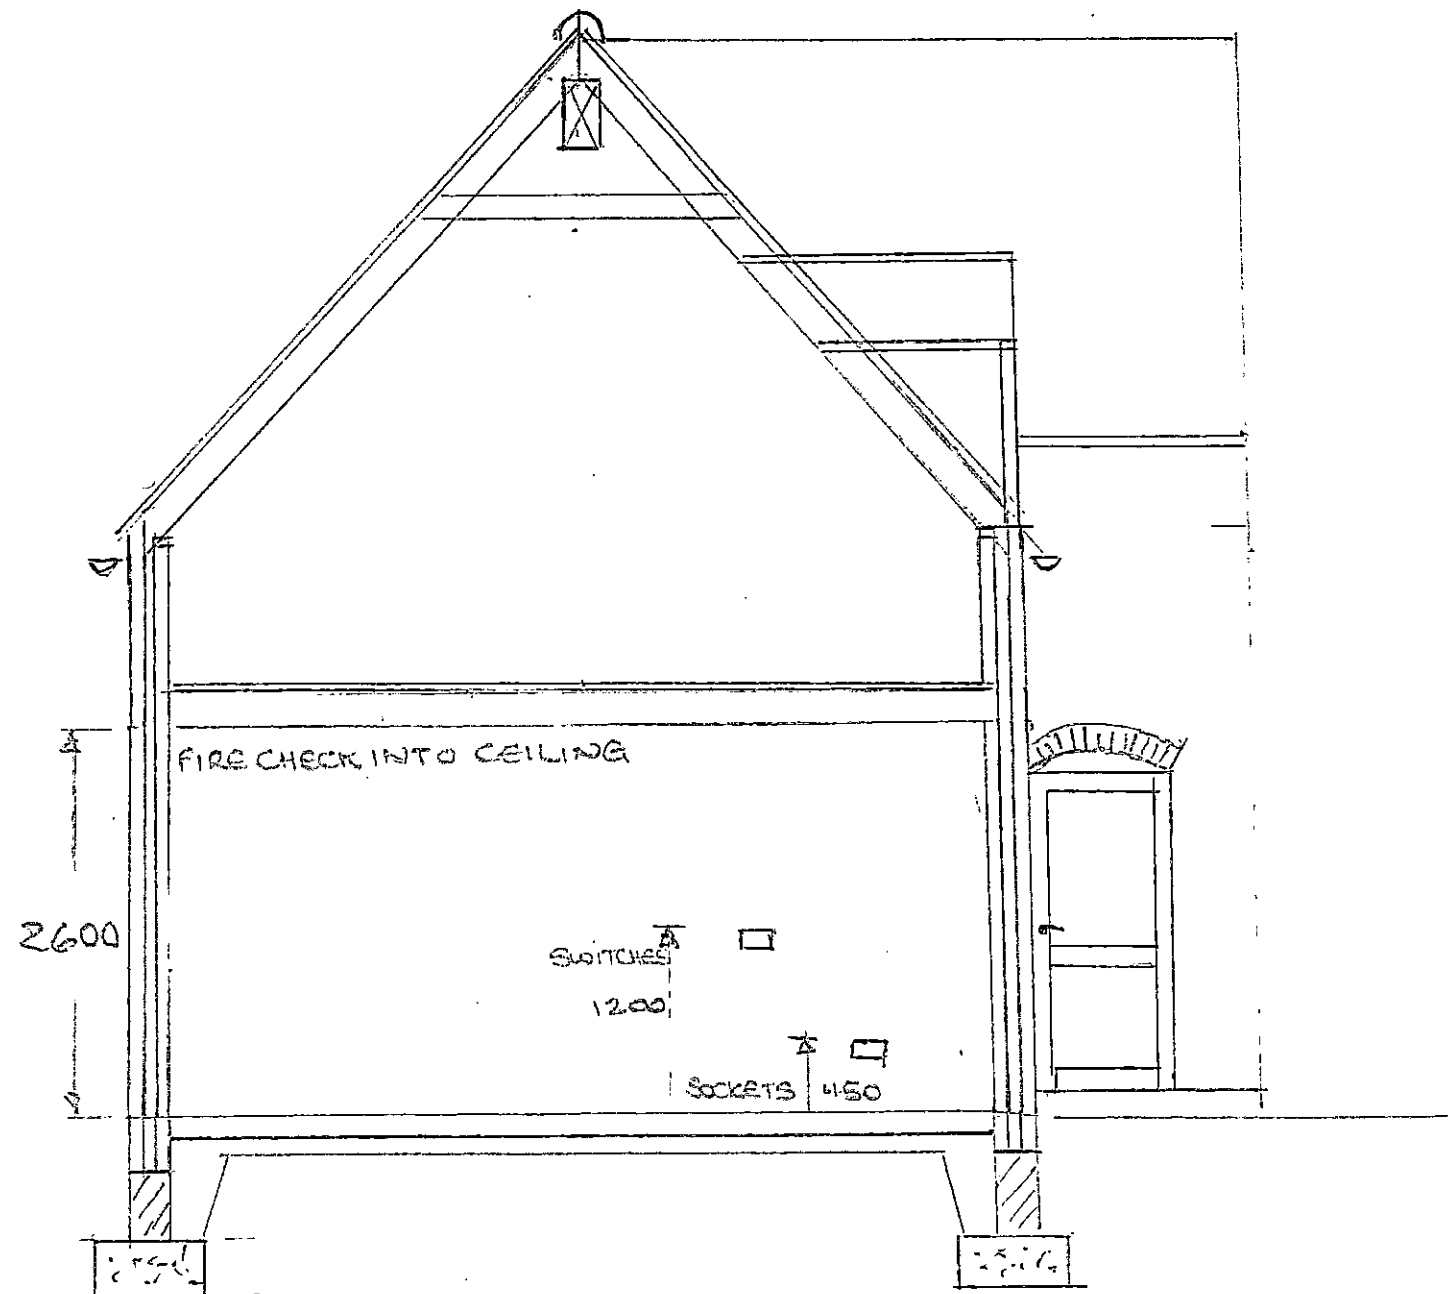 FIRE CHECK INTO CEILING
2600
SWITCHES
1200
SOCKETS 450